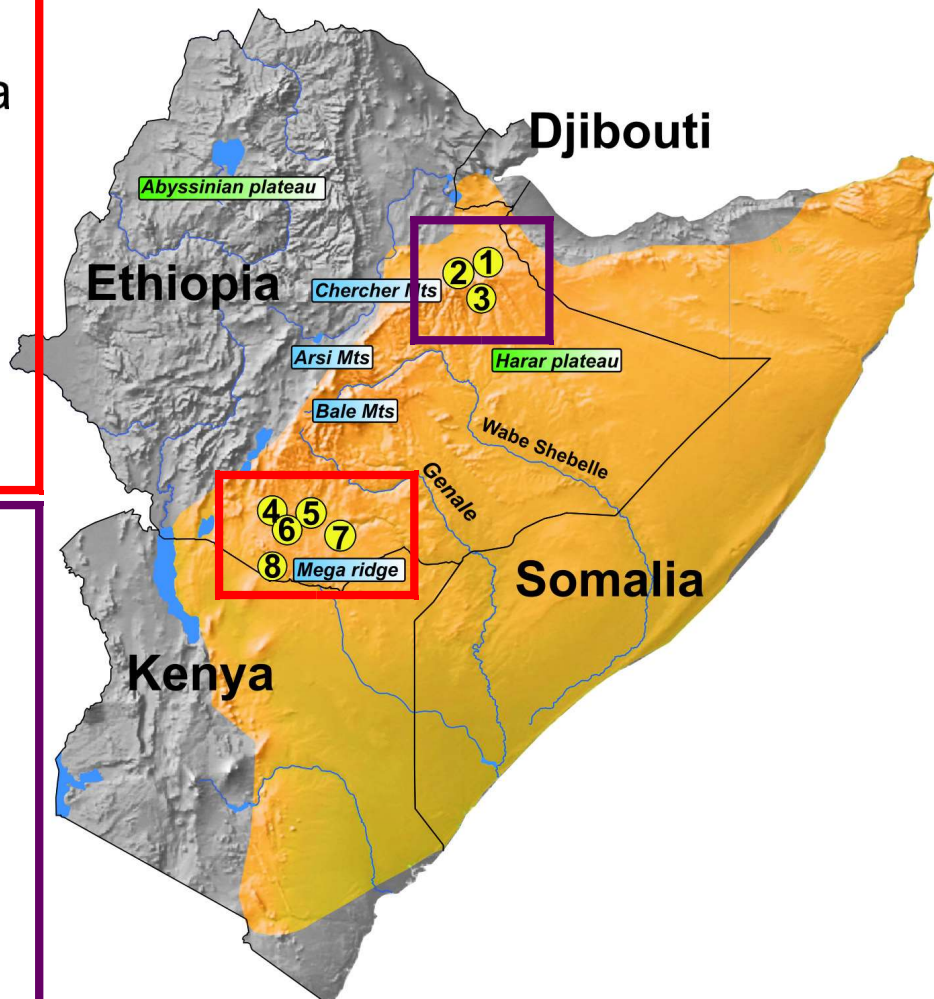 a
Djibouti
Abyssinian plateau
Ethiopia
1
2
Chercher Mts
3
Arsi Mts
Harar plateau
Bale Mts
Wabe Shebelle
Genale
4
5
6
7
8
Mega ridge
Somalia
Kenya